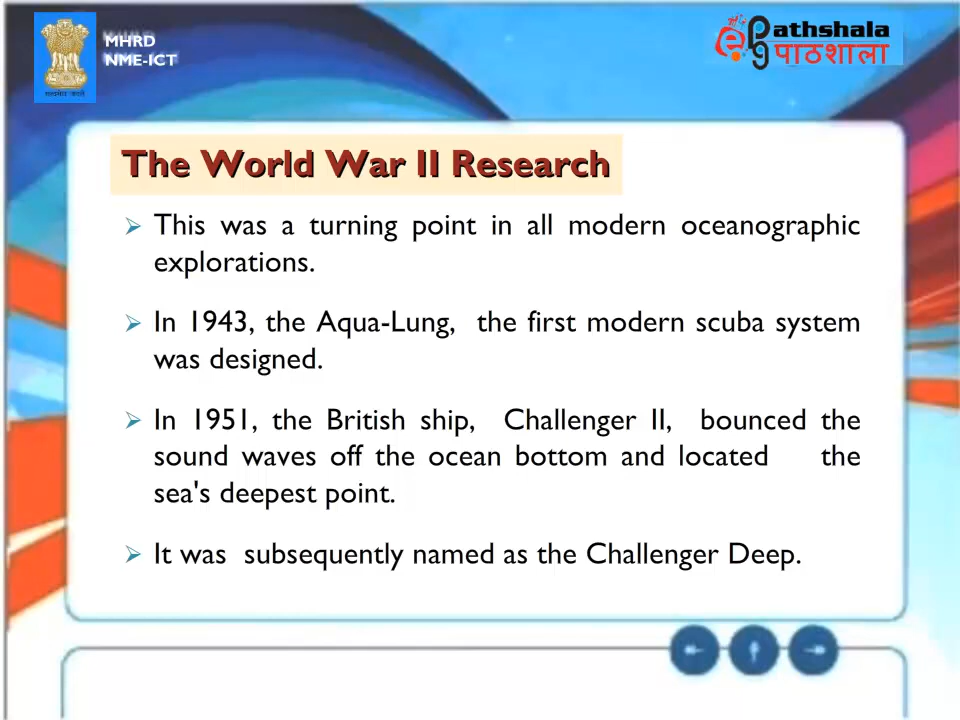 MHRD
NME-ICT
ePathshala
पाठशाला
The World War II Research
This was a turning point in all modern oceanographic
explorations.
In 1943, the Aqua-Lung, the first modern scuba system
was designed.
In 1951, the British ship, Challenger II, bounced the
sound waves off the ocean bottom and located the
sea's deepest point.
It was subsequently named as the Challenger Deep.